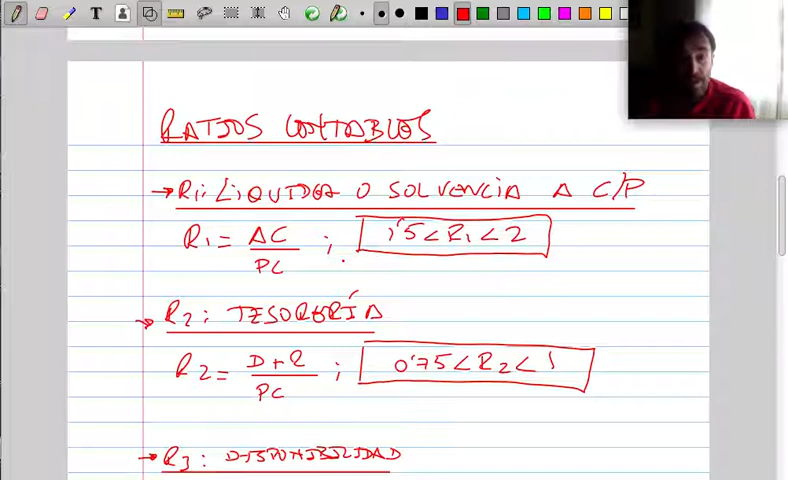 RATIOS CONTABLES
→ R1: LIQUIDEZ O SOLVENCIA A C/P
R1 = AC/PC ; 1'5 < R1 < 2
→ R2: TESORERÍA
R2 = D+R/PC ; 0'75 < R2 < 1
→ R3: DISPONIBILIDAD